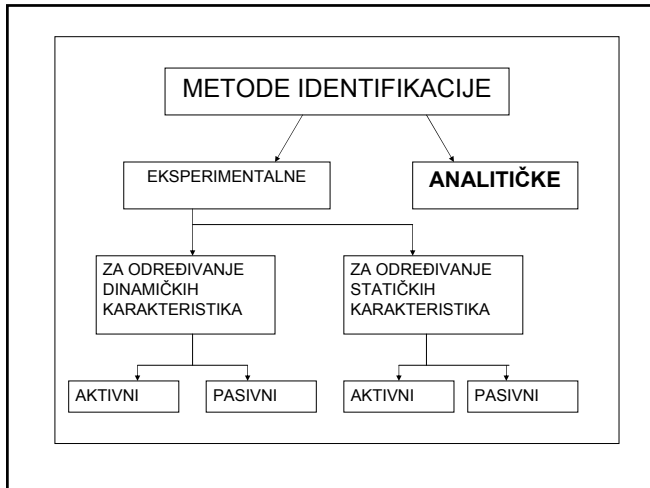 METODE IDENTIFIKACIJE
EKSPERIMENTALNE
ANALITIČKE
ZA ODREĐIVANJE
DINAMIČKIH
KARAKTERISTIKA
ZA ODREĐIVANJE
STATIČKIH
KARAKTERISTIKA
AKTIVNI
PASIVNI
AKTIVNI
PASIVNI